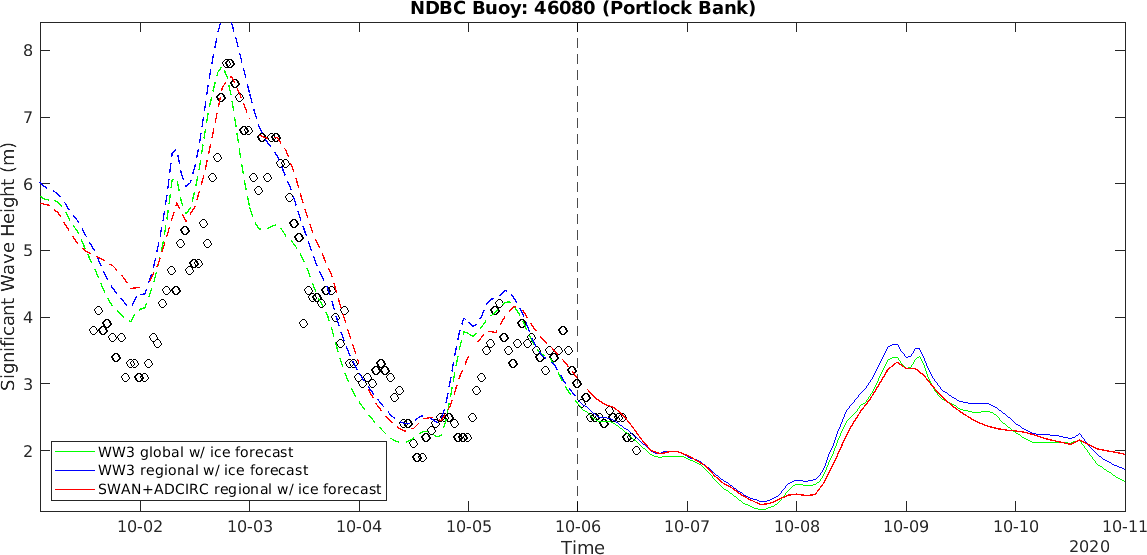 NDBC Buoy: 46080 (Portlock Bank)
Significant Wave Height (m)
8
7
6
5
4
3
2
WW3 global w/ ice forecast
WW3 regional w/ ice forecast
SWAN+ADCIRC regional w/ ice forecast
10-02 10-03 10-04 10-05 10-06 10-07 10-08 10-09 10-10 10-11
Time
2020